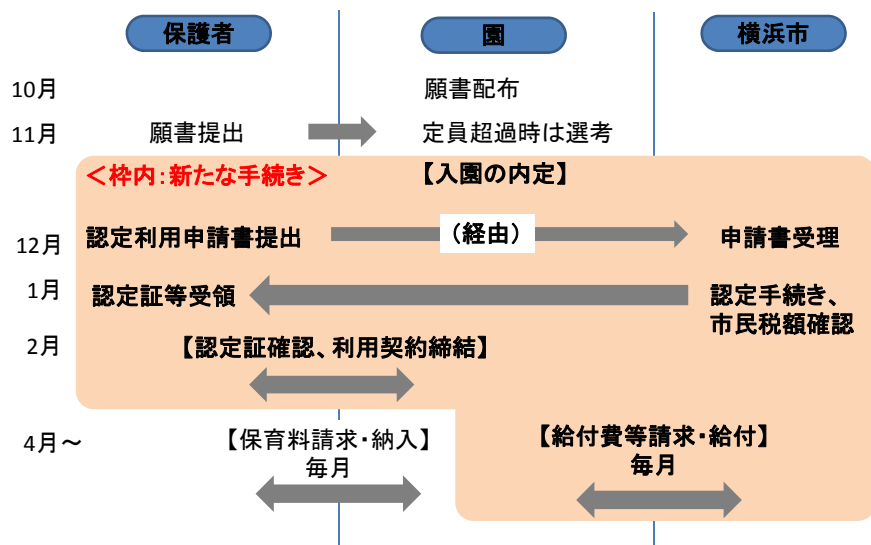 保護者
園
横浜市
10月
願書配布
11月
願書提出
定員超過時は選考
<枠内:新たな手続き>
【入園の内定】
12月
認定利用申請書提出
(経由)
申請書受理
1月
認定証等受領
認定手続き、
市民税額確認
2月
【認定証確認、利用契約締結】
4月~
【保育料請求・納入】
毎月
【給付費等請求・給付】
毎月